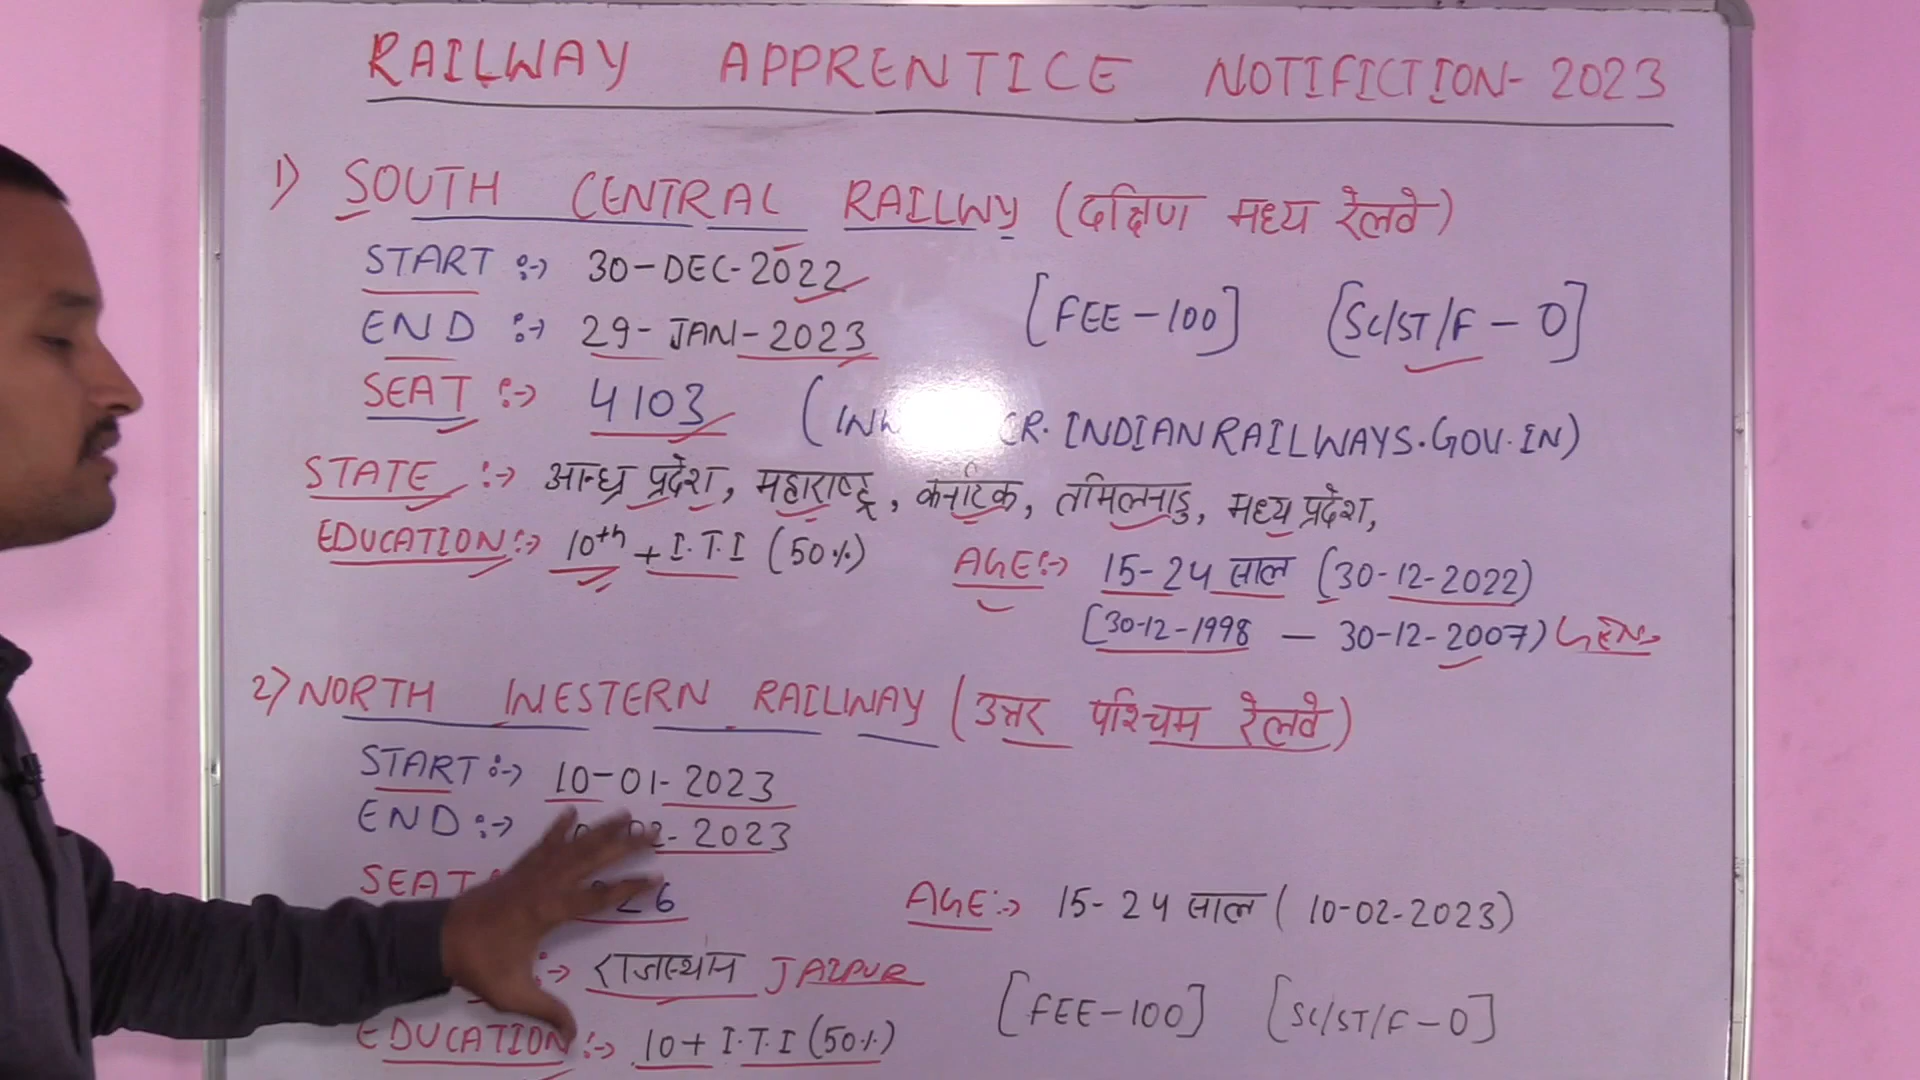 RAILWAY APPRENTICE NOTIFICTION- 2023
1) SOUTH CENTRAL RAILWY (दक्षिण मध्य रेलवे)
START :-> 30-DEC-2022
END :-> 29-JAN-2023 [FEE-100] [SC/ST/F-0]
SEAT :-> 4103 ( CR.INDIANRAILWAYS.GOV.IN)
STATE :-> आन्ध्र प्रदेश, महाराष्ट्र, कर्नाटक, तमिलनाडु, मध्य प्रदेश,
EDUCATION:-> 10th + I.T.I (50%) AGE:-> 15-24 साल (30-12-2022)
[30-12-1998 — 30-12-2007) GEN-
2) NORTH WESTERN RAILWAY (उत्तर पश्चिम रेलवे)
START:-> 10-01-2023
END:-> 02-2023
SEAT 26 AGE:-> 15-24 साल (10-02-2023)
:-> राजस्थान JAIPUR
[FEE-100] [SC/ST/F-0]
EDUCATION:-> 10+ I.T.I (50%)